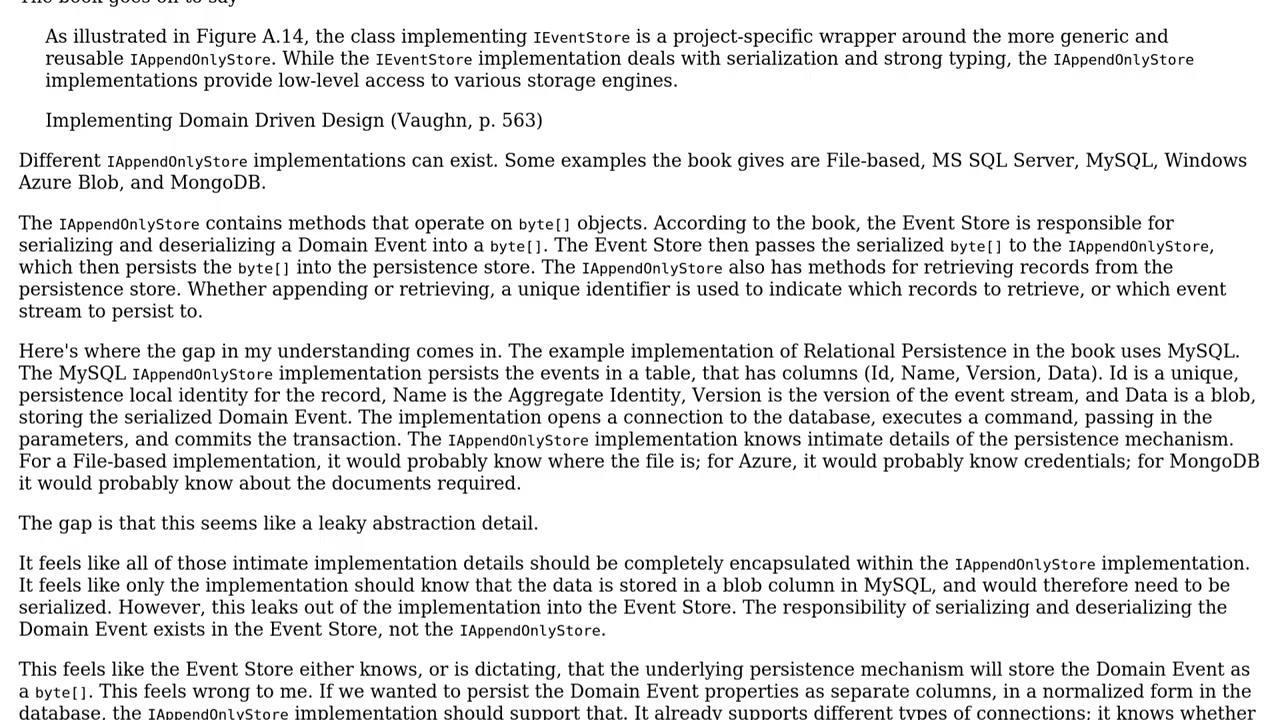 The book goes on to say
As illustrated in Figure A.14, the class implementing IEventStore is a project-specific wrapper around the more generic and
reusable IAppendOnlyStore. While the IEventStore implementation deals with serialization and strong typing, the IAppendOnlyStore
implementations provide low-level access to various storage engines.
Implementing Domain Driven Design (Vaughn, p. 563)
Different IAppendOnlyStore implementations can exist. Some examples the book gives are File-based, MS SQL Server, MySQL, Windows
Azure Blob, and MongoDB.
The IAppendOnlyStore contains methods that operate on byte[] objects. According to the book, the Event Store is responsible for
serializing and deserializing a Domain Event into a byte[]. The Event Store then passes the serialized byte[] to the IAppendOnlyStore,
which then persists the byte[] into the persistence store. The IAppendOnlyStore also has methods for retrieving records from the
persistence store. Whether appending or retrieving, a unique identifier is used to indicate which records to retrieve, or which event
stream to persist to.
Here's where the gap in my understanding comes in. The example implementation of Relational Persistence in the book uses MySQL.
The MySQL IAppendOnlyStore implementation persists the events in a table, that has columns (Id, Name, Version, Data). Id is a unique,
persistence local identity for the record, Name is the Aggregate Identity, Version is the version of the event stream, and Data is a blob,
storing the serialized Domain Event. The implementation opens a connection to the database, executes a command, passing in the
parameters, and commits the transaction. The IAppendOnlyStore implementation knows intimate details of the persistence mechanism.
For a File-based implementation, it would probably know where the file is; for Azure, it would probably know credentials; for MongoDB
it would probably know about the documents required.
The gap is that this seems like a leaky abstraction detail.
It feels like all of those intimate implementation details should be completely encapsulated within the IAppendOnlyStore implementation.
It feels like only the implementation should know that the data is stored in a blob column in MySQL, and would therefore need to be
serialized. However, this leaks out of the implementation into the Event Store. The responsibility of serializing and deserializing the
Domain Event exists in the Event Store, not the IAppendOnlyStore.
This feels like the Event Store either knows, or is dictating, that the underlying persistence mechanism will store the Domain Event as
a byte[]. This feels wrong to me. If we wanted to persist the Domain Event properties as separate columns, in a normalized form in the
database, the IAppendOnlyStore implementation should support that. It already supports different types of connections; it knows whether